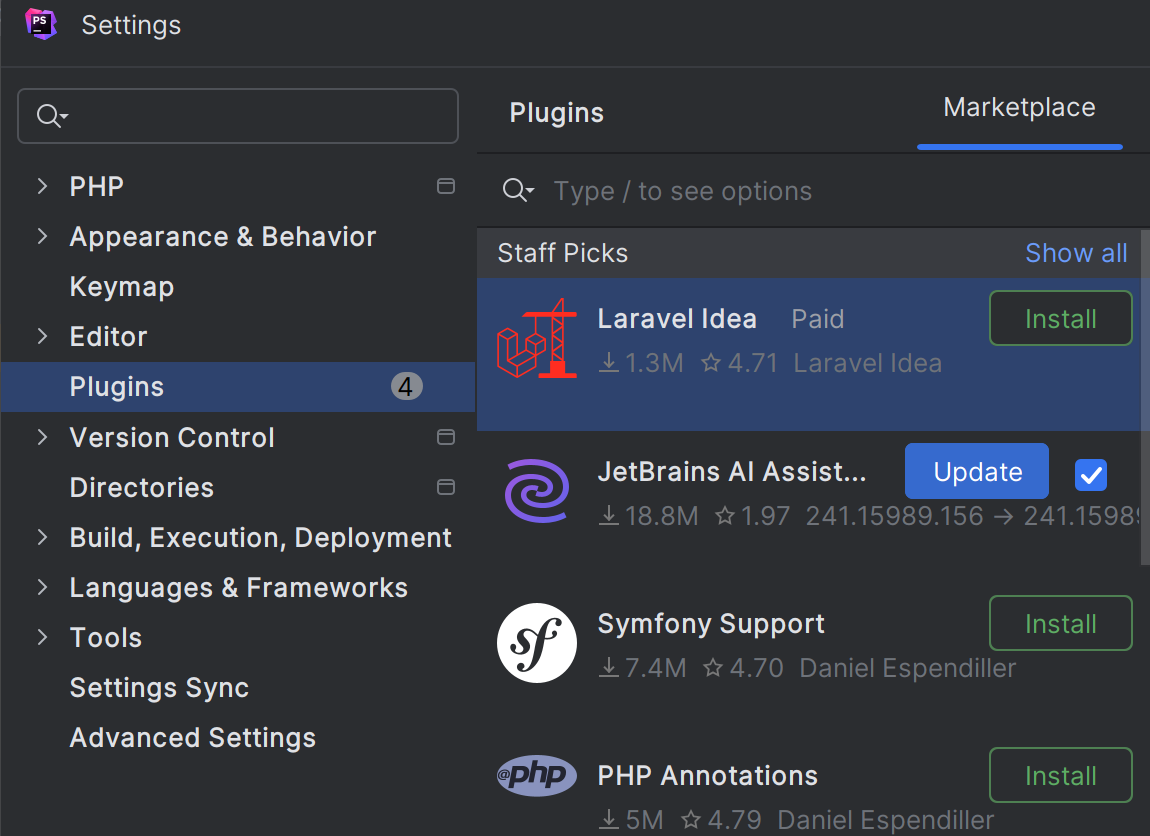 PS
Settings
PHP
Appearance & Behavior
Keymap
Editor
Plugins 4
Version Control
Directories
Build, Execution, Deployment
Languages & Frameworks
Tools
Settings Sync
Advanced Settings
Plugins Marketplace
Type / to see options
Staff Picks Show all
Laravel Idea Paid Install
1.3M 4.71 Laravel Idea
JetBrains AI Assist... Update
18.8M 1.97 241.15989.156 → 241.15989
sf
Symfony Support Install
7.4M 4.70 Daniel Espendiller
@php
PHP Annotations Install
5M 4.79 Daniel Espendiller